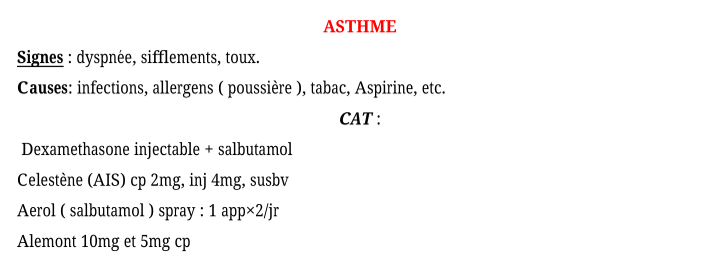 ASTHME
Signes : dyspnée, sifflements, toux.
Causes: infections, allergens ( poussière ), tabac, Aspirine, etc.
CAT :
Dexamethasone injectable + salbutamol
Celestène (AIS) cp 2mg, inj 4mg, susbv
Aerol ( salbutamol ) spray : 1 app×2/jr
Alemont 10mg et 5mg cp